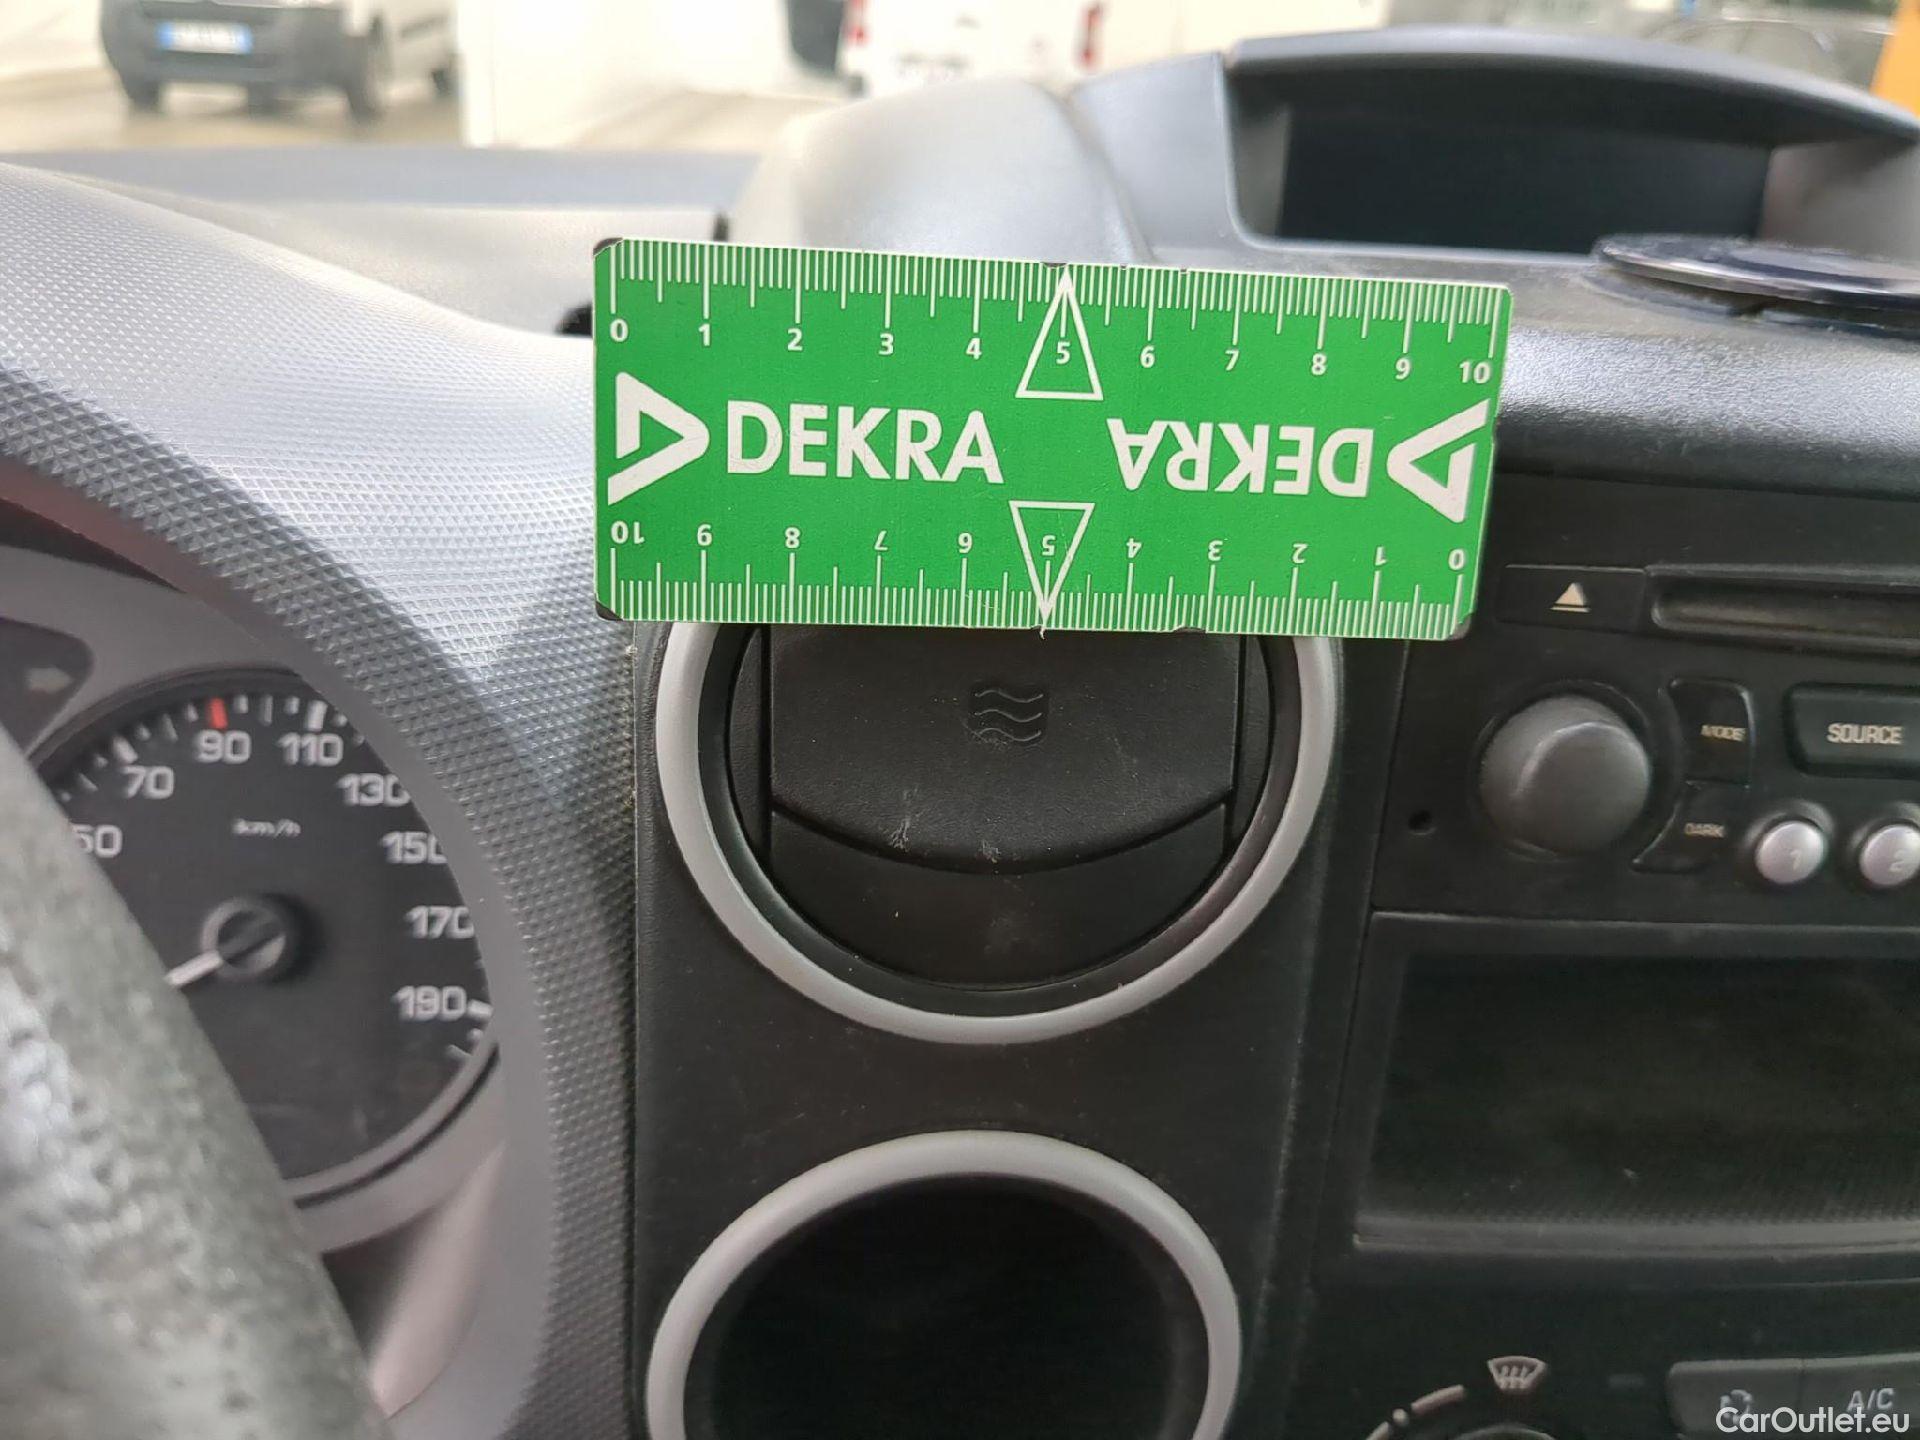 0 1 2 3 4 5 6 7 8 9 10
DEKRA DEKRA
10 9 8 7 6 5 4 3 2 1 0
50 70 90 110 130 150 170 190
km/h
MODE
SOURCE
DARK
1 2
A/C
CarOutlet.eu